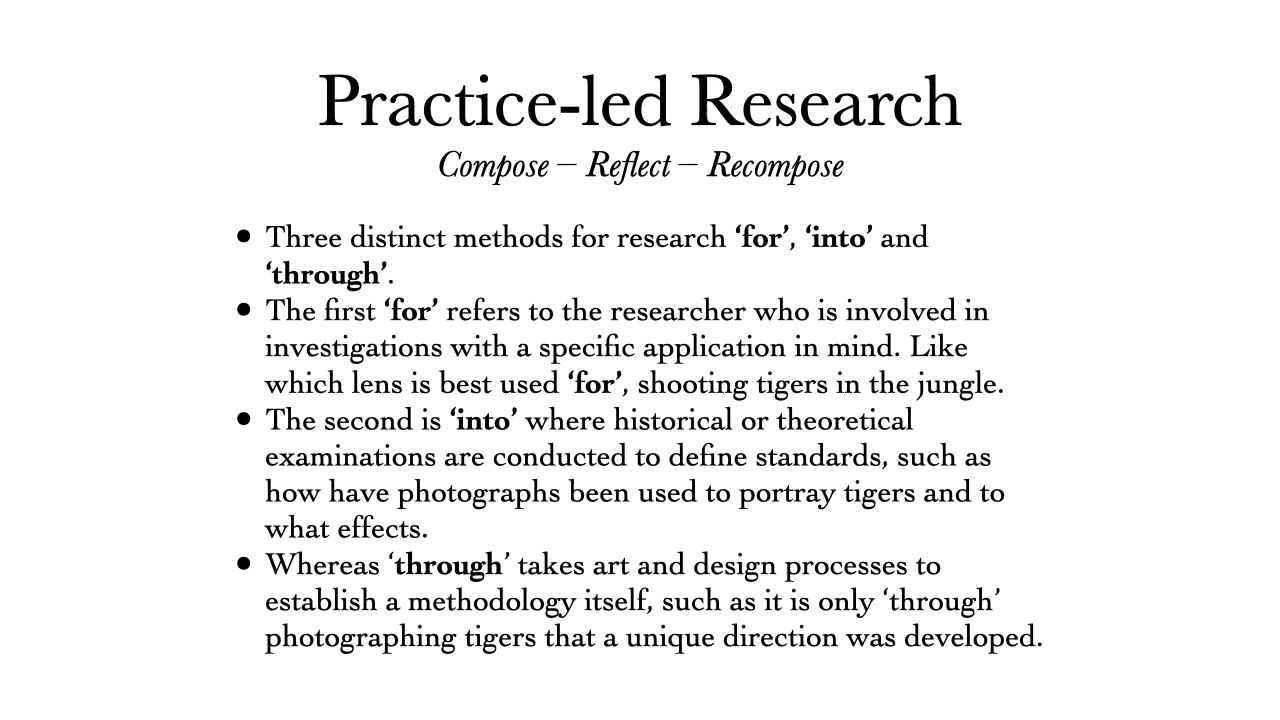 Practice-led Research
Compose – Reflect – Recompose
• Three distinct methods for research ‘for’, ‘into’ and
‘through’.
• The first ‘for’ refers to the researcher who is involved in
investigations with a specific application in mind. Like
which lens is best used ‘for’, shooting tigers in the jungle.
• The second is ‘into’ where historical or theoretical
examinations are conducted to define standards, such as
how have photographs been used to portray tigers and to
what effects.
• Whereas ‘through’ takes art and design processes to
establish a methodology itself, such as it is only ‘through’
photographing tigers that a unique direction was developed.